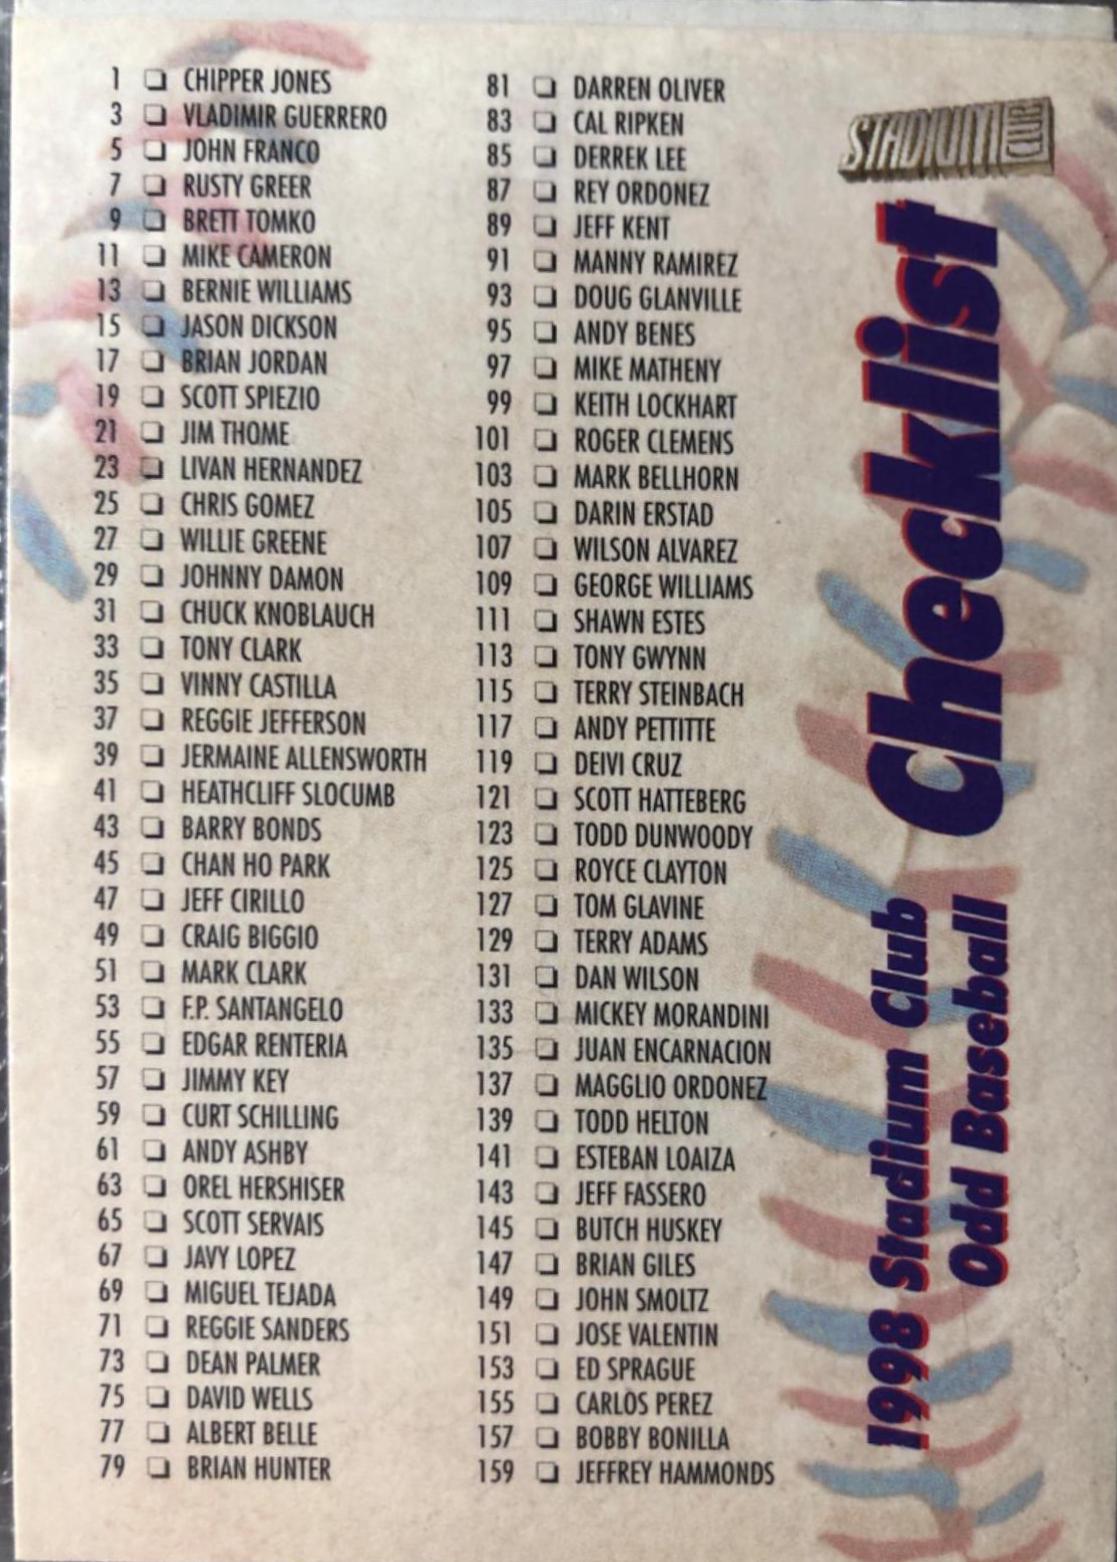 1 CHIPPER JONES
3 VLADIMIR GUERRERO
5 JOHN FRANCO
7 RUSTY GREER
9 BRETT TOMKO
11 MIKE CAMERON
13 BERNIE WILLIAMS
15 JASON DICKSON
17 BRIAN JORDAN
19 SCOTT SPIEZIO
21 JIM THOME
23 LIVAN HERNANDEZ
25 CHRIS GOMEZ
27 WILLIE GREENE
29 JOHNNY DAMON
31 CHUCK KNOBLAUCH
33 TONY CLARK
35 VINNY CASTILLA
37 REGGIE JEFFERSON
39 JERMAINE ALLENSWORTH
41 HEATHCLIFF SLOCUMB
43 BARRY BONDS
45 CHAN HO PARK
47 JEFF CIRILLO
49 CRAIG BIGGIO
51 MARK CLARK
53 F.P. SANTANGELO
55 EDGAR RENTERIA
57 JIMMY KEY
59 CURT SCHILLING
61 ANDY ASHBY
63 OREL HERSHISER
65 SCOTT SERVAIS
67 JAVY LOPEZ
69 MIGUEL TEJADA
71 REGGIE SANDERS
73 DEAN PALMER
75 DAVID WELLS
77 ALBERT BELLE
79 BRIAN HUNTER
81 DARREN OLIVER
83 CAL RIPKEN
85 DERREK LEE
87 REY ORDONEZ
89 JEFF KENT
91 MANNY RAMIREZ
93 DOUG GLANVILLE
95 ANDY BENES
97 MIKE MATHENY
99 KEITH LOCKHART
101 ROGER CLEMENS
103 MARK BELLHORN
105 DARIN ERSTAD
107 WILSON ALVAREZ
109 GEORGE WILLIAMS
111 SHAWN ESTES
113 TONY GWYNN
115 TERRY STEINBACH
117 ANDY PETTITTE
119 DEIVI CRUZ
121 SCOTT HATTEBERG
123 TODD DUNWOODY
125 ROYCE CLAYTON
127 TOM GLAVINE
129 TERRY ADAMS
131 DAN WILSON
133 MICKEY MORANDINI
135 JUAN ENCARNACION
137 MAGGLIO ORDONEZ
139 TODD HELTON
141 ESTEBAN LOAIZA
143 JEFF FASSERO
145 BUTCH HUSKEY
147 BRIAN GILES
149 JOHN SMOLTZ
151 JOSE VALENTIN
153 ED SPRAGUE
155 CARLOS PEREZ
157 BOBBY BONILLA
159 JEFFREY HAMMONDS
STADIUM CLUB
Checklist
1998 Stadium Club
Odd Baseball